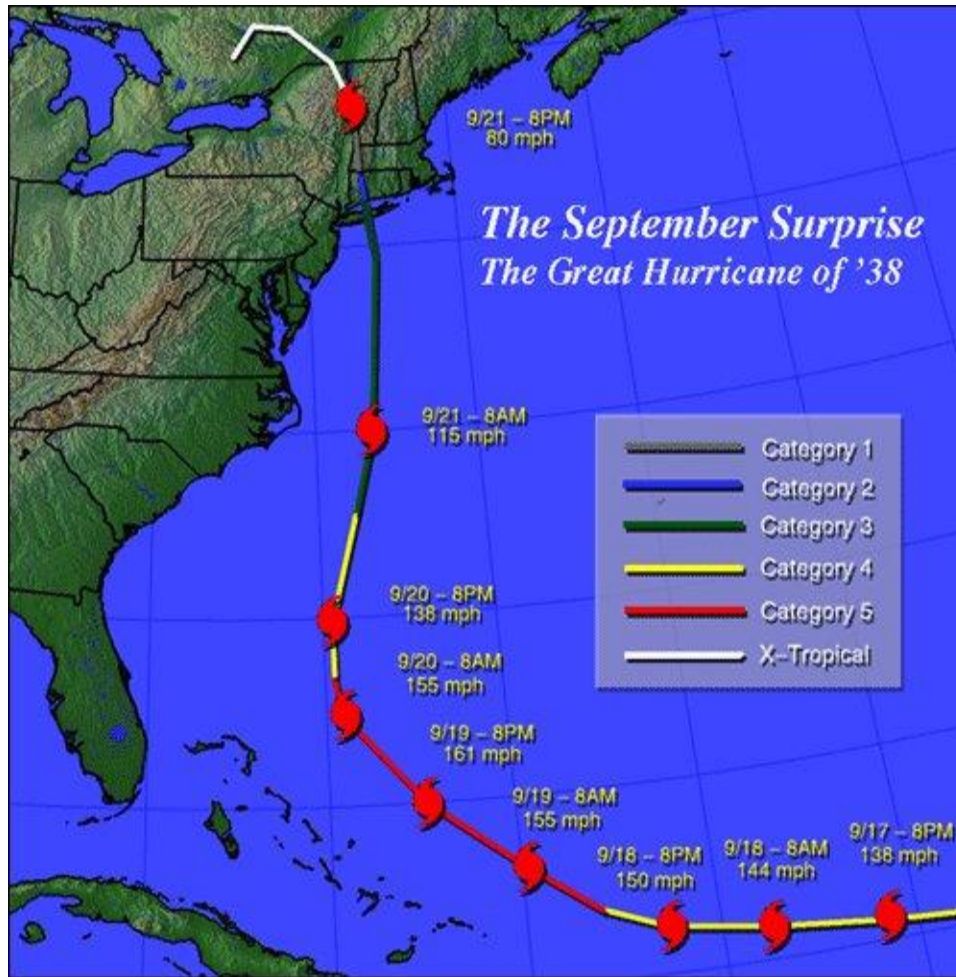 9/21 – 8PM
80 mph
The September Surprise
The Great Hurricane of '38
9/21 – 8AM
115 mph
Category 1
Category 2
Category 3
Category 4
Category 5
X–Tropical
9/20 – 8PM
138 mph
9/20 – 8AM
155 mph
9/19 – 8PM
161 mph
9/19 – 8AM
155 mph
9/18 – 8PM
150 mph
9/18 – 8AM
144 mph
9/17 – 8PM
138 mph